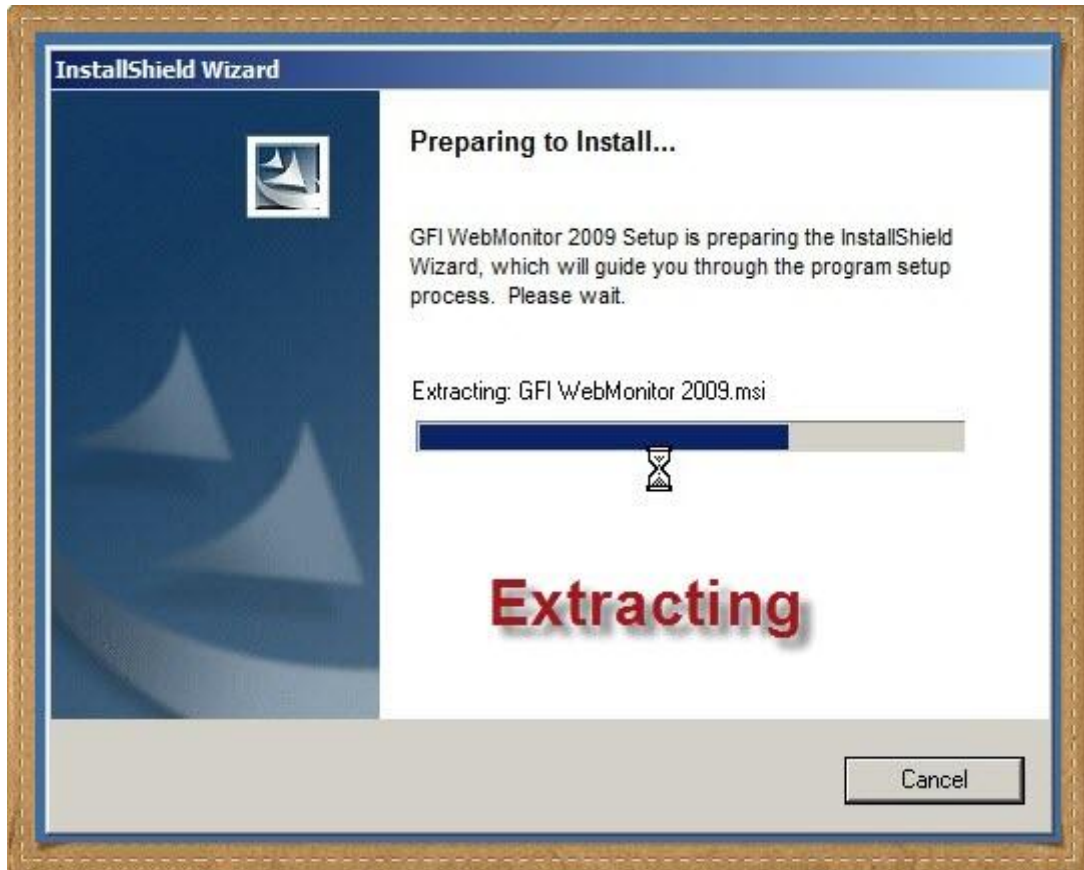 InstallShield Wizard
Preparing to Install...
GFI WebMonitor 2009 Setup is preparing the InstallShield
Wizard, which will guide you through the program setup
process.  Please wait.
Extracting: GFI WebMonitor 2009.msi
Extracting
Cancel